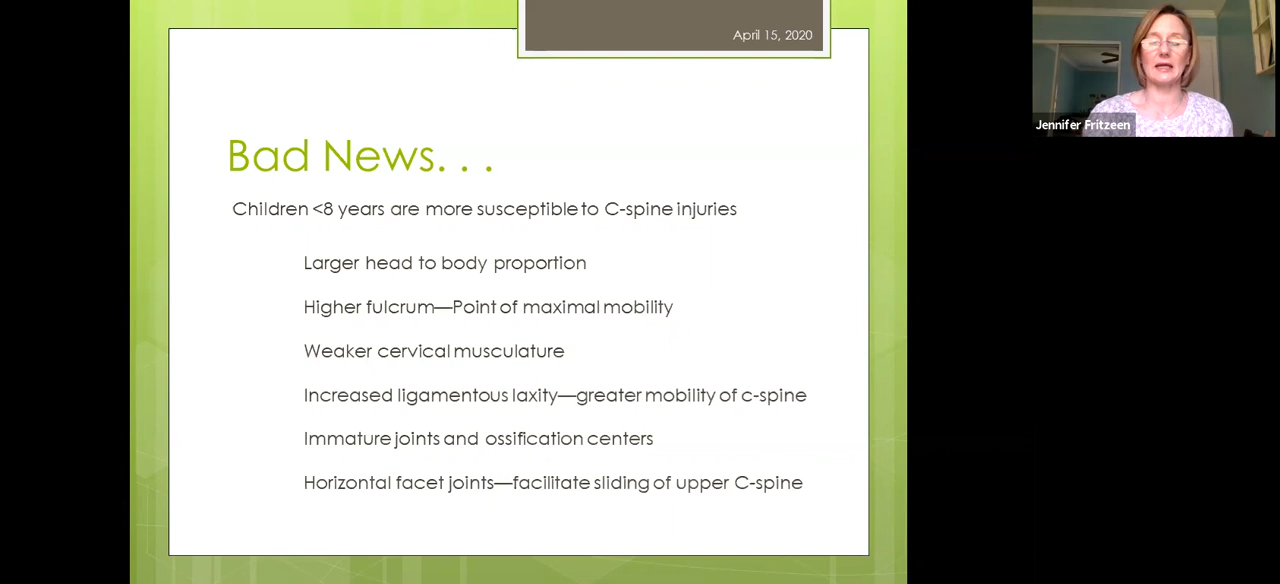 April 15, 2020
Jennifer Fritzeen
Bad News. . .
Children <8 years are more susceptible to C-spine injuries
Larger head to body proportion
Higher fulcrum—Point of maximal mobility
Weaker cervical musculature
Increased ligamentous laxity—greater mobility of c-spine
Immature joints and ossification centers
Horizontal facet joints—facilitate sliding of upper C-spine